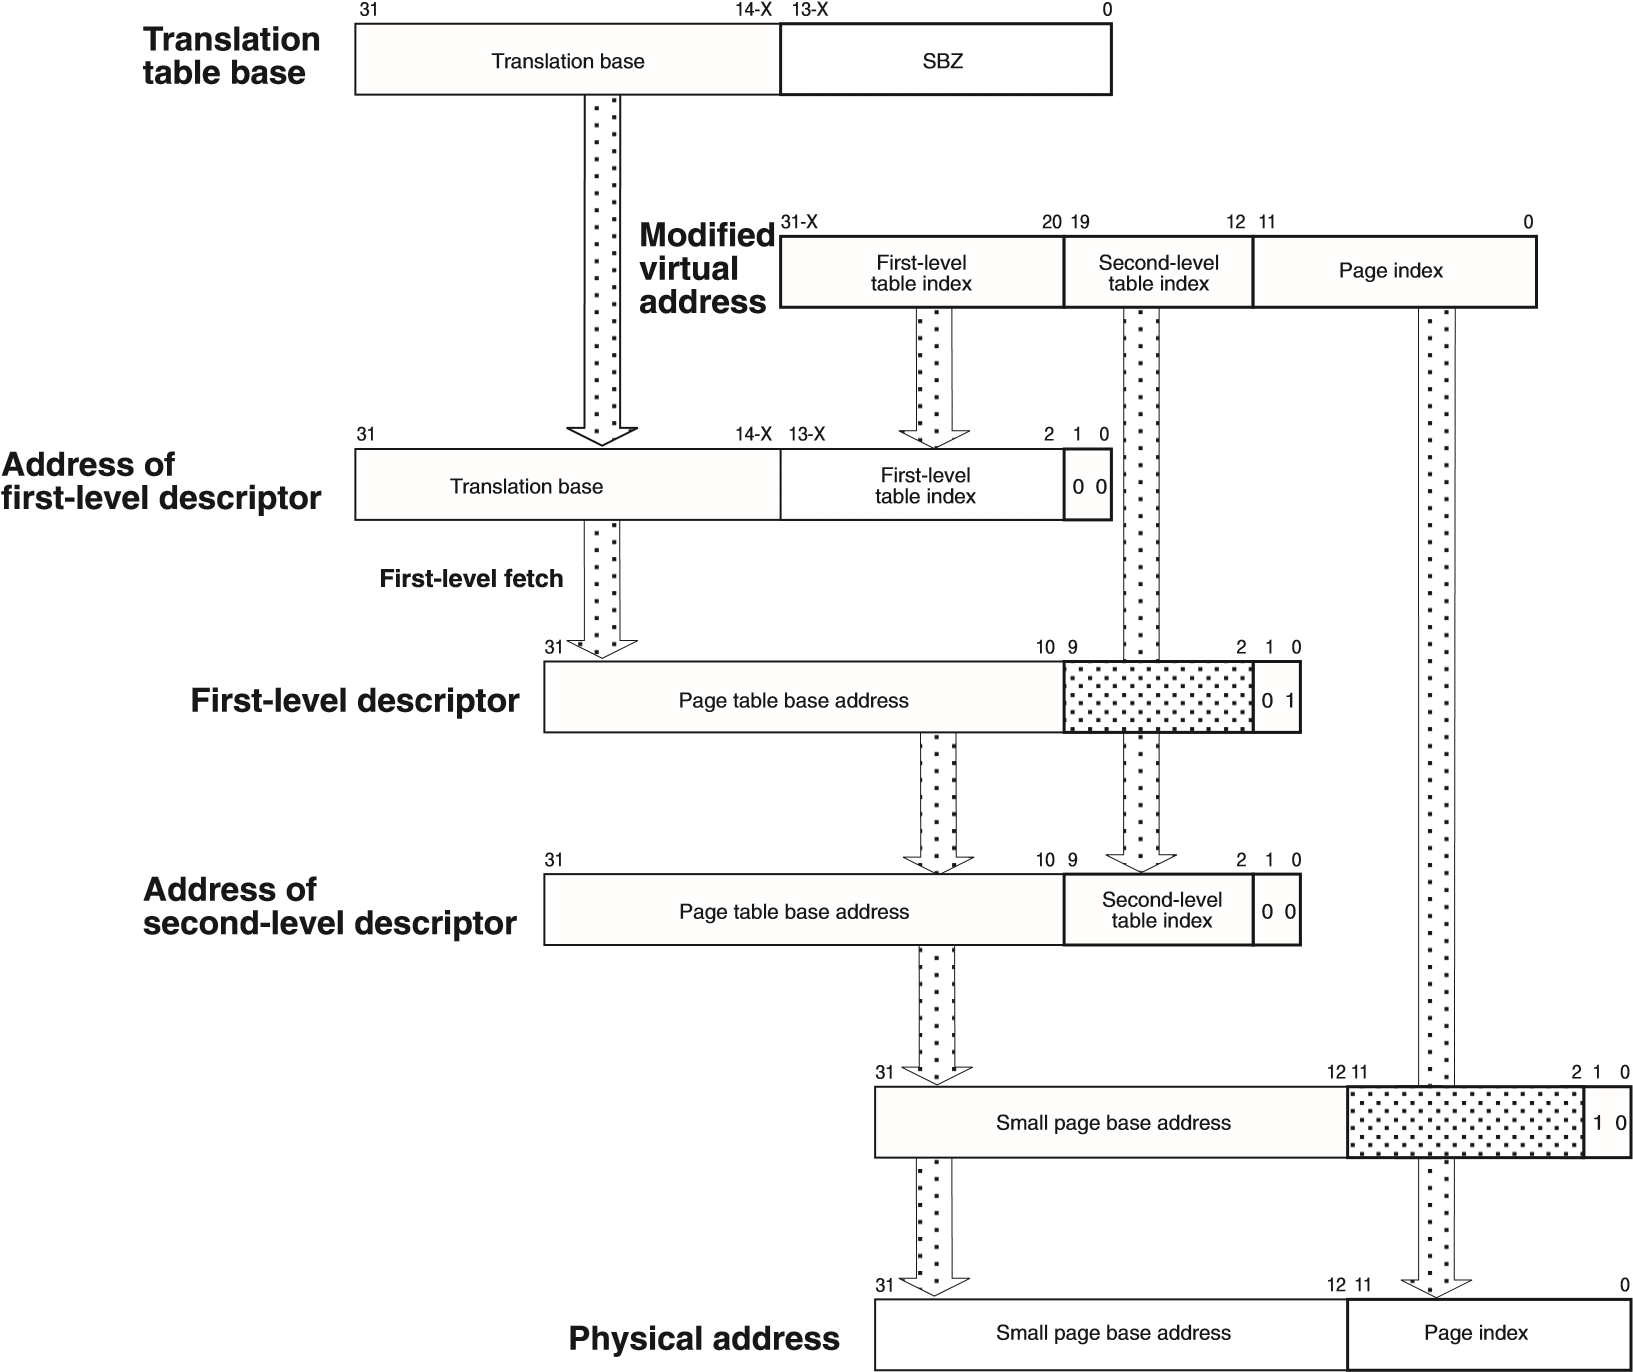 31 14-X 13-X 0
Translation
table base
Translation base SBZ
31-X 20 19 12 11 0
Modified
virtual
address
First-level
table index
Second-level
table index
Page index
31 14-X 13-X 2 1 0
Address of
first-level descriptor
Translation base
First-level
table index
0 0
First-level fetch
31 10 9 2 1 0
First-level descriptor
Page table base address 0 1
31 10 9 2 1 0
Address of
second-level descriptor
Page table base address
Second-level
table index
0 0
31 12 11 2 1 0
Small page base address 1 0
31 12 11 0
Physical address
Small page base address Page index